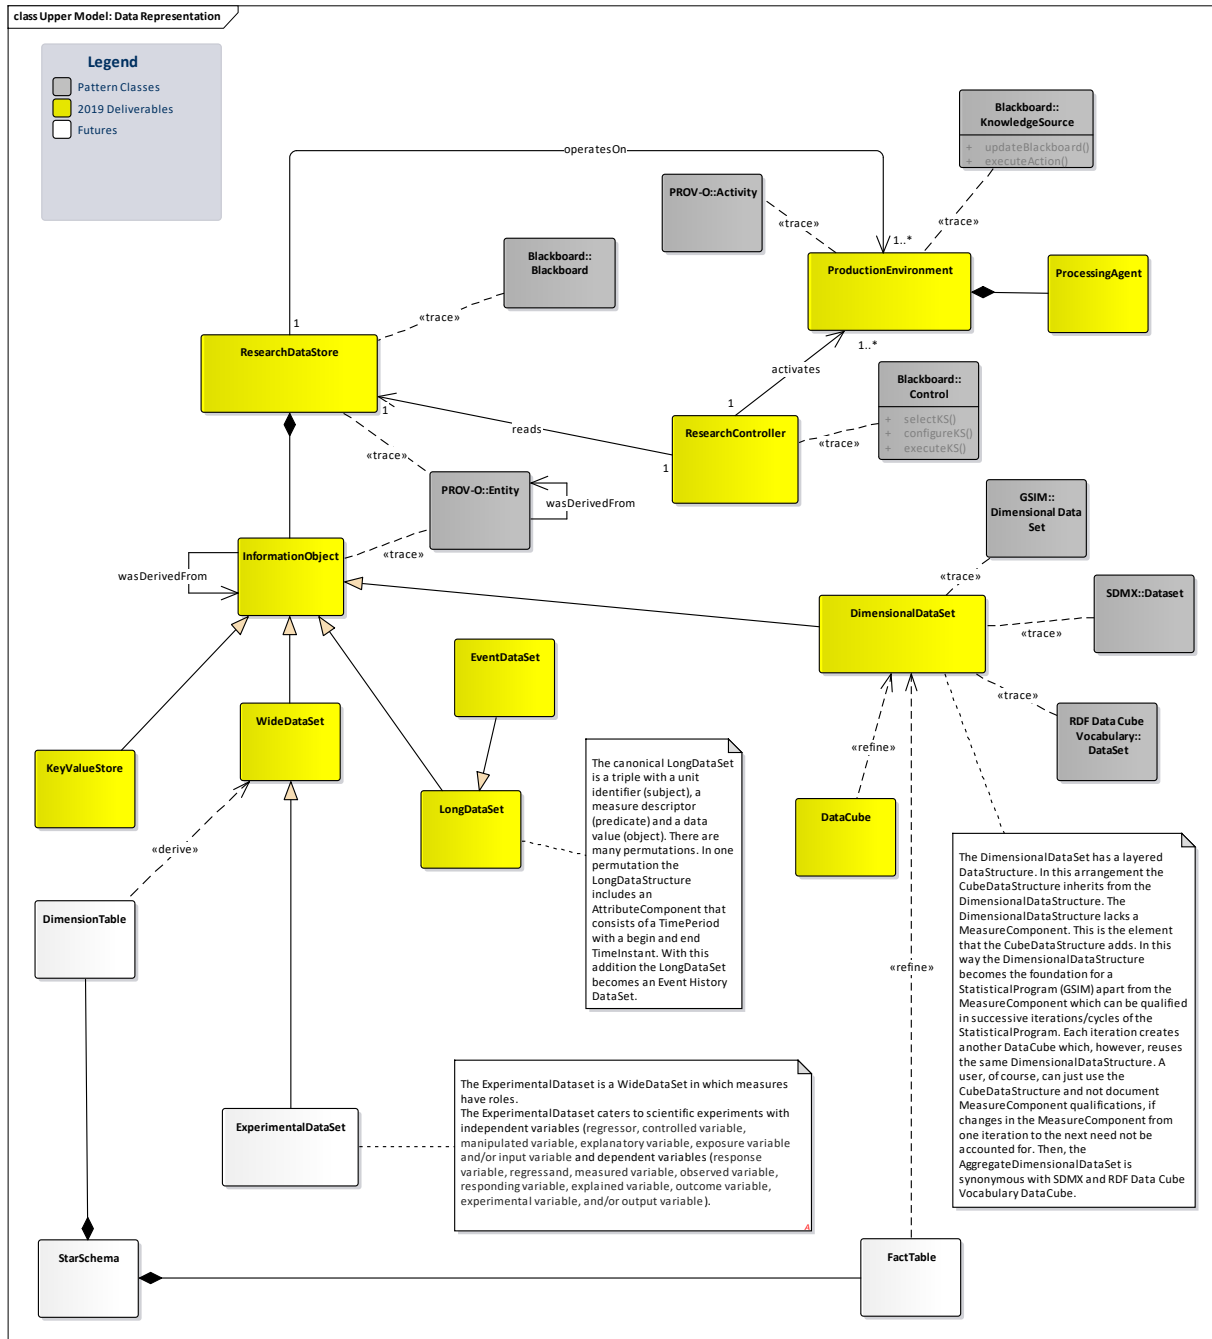 class Upper Model: Data Representation
Legend
Pattern Classes
2019 Deliverables
Futures
Blackboard::
KnowledgeSource
+ updateBlackboard()
+ executeAction()
operatesOn
PROV-O::Activity
«trace»
«trace»
1..*
Blackboard::
Blackboard
ProductionEnvironment
ProcessingAgent
«trace»
1
ResearchDataStore
1..*
activates
Blackboard::
Control
+ selectKS()
+ configureKS()
+ executeKS()
1
1
reads
ResearchController
«trace»
1
«trace»
PROV-O::Entity
wasDerivedFrom
GSIM::
Dimensional Data
Set
InformationObject
«trace»
wasDerivedFrom
«trace»
SDMX::Dataset
DimensionalDataSet
«trace»
EventDataSet
«trace»
WideDataSet
RDF Data Cube
Vocabulary::
DataSet
KeyValueStore
«refine»
LongDataSet
DataCube
The canonical LongDataSet
is a triple with a unit
identifier (subject), a
measure descriptor
(predicate) and a data
value (object). There are
many permutations. In one
permutation the
LongDataStructure
includes an
AttributeComponent that
consists of a TimePeriod
with a begin and end
TimeInstant. With this
addition the LongDataSet
becomes an Event History
DataSet.
«derive»
DimensionTable
«refine»
The DimensionalDataSet has a layered
DataStructure. In this arrangement the
CubeDataStructure inherits from the
DimensionalDataStructure. The
DimensionalDataStructure lacks a
MeasureComponent. This is the element
that the CubeDataStructure adds. In this
way the DimensionalDataStructure
becomes the foundation for a
StatisticalProgram (GSIM) apart from the
MeasureComponent which can be qualified
in successive iterations/cycles of the
StatisticalProgram. Each iteration creates
another DataCube which, however, reuses
the same DimensionalDataStructure. A
user, of course, can just use the
CubeDataStructure and not document
MeasureComponent qualifications, if
changes in the MeasureComponent from
one iteration to the next need not be
accounted for. Then, the
AggregateDimensionalDataSet is
synonymous with SDMX and RDF Data Cube
Vocabulary DataCube.
The ExperimentalDataset is a WideDataSet in which measures
have roles.
The ExperimentalDataset caters to scientific experiments with
independent variables (regressor, controlled variable,
manipulated variable, explanatory variable, exposure variable
and/or input variable and dependent variables (response
variable, regressand, measured variable, observed variable,
responding variable, explained variable, outcome variable,
experimental variable, and/or output variable).
A
ExperimentalDataSet
StarSchema
FactTable